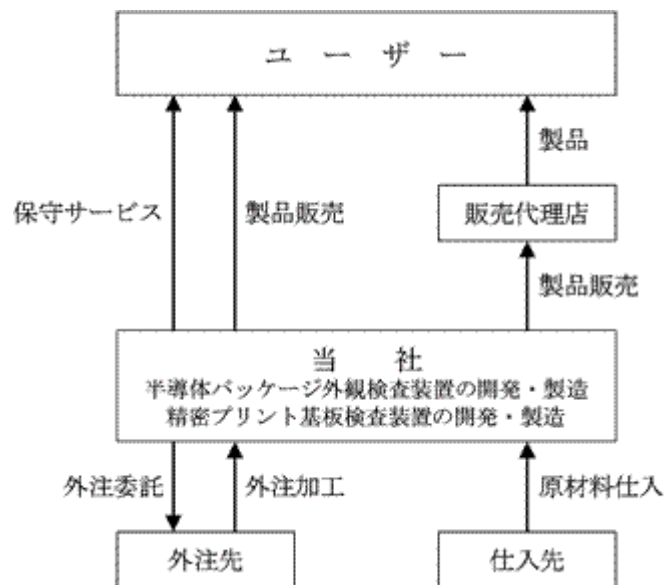 ユーザー
製品
保守サービス
製品販売
販売代理店
製品販売
当社
半導体パッケージ外観検査装置の開発・製造
精密プリント基板検査装置の開発・製造
外注委託
外注加工
原材料仕入
外注先
仕入先